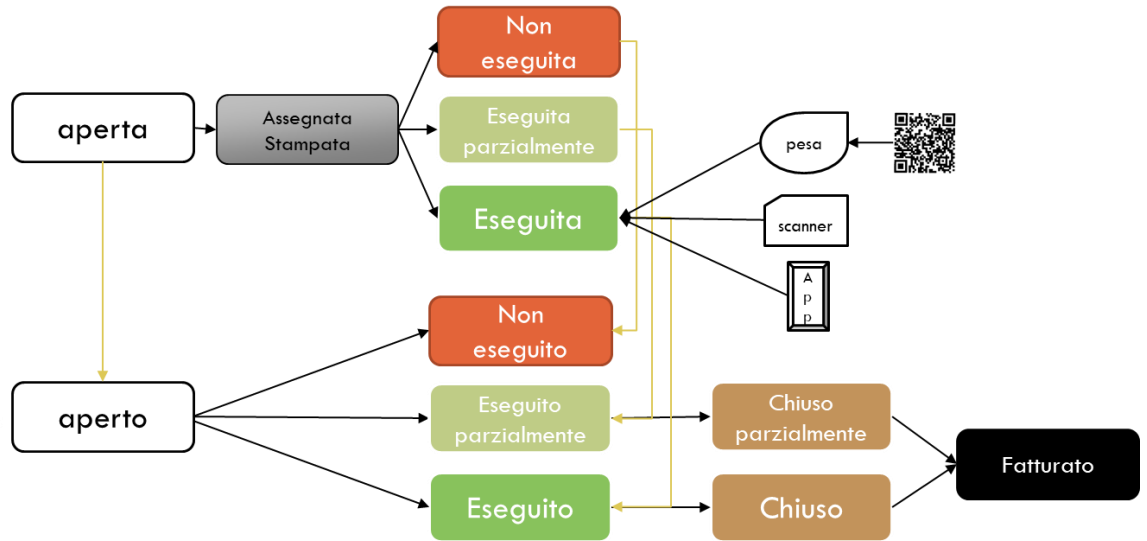 Non
eseguita
aperta
Assegnata
Stampata
Eseguita
parzialmente
pesa
Eseguita
scanner
A
p
p
Non
eseguito
aperto
Eseguito
parzialmente
Chiuso
parzialmente
Fatturato
Eseguito
Chiuso